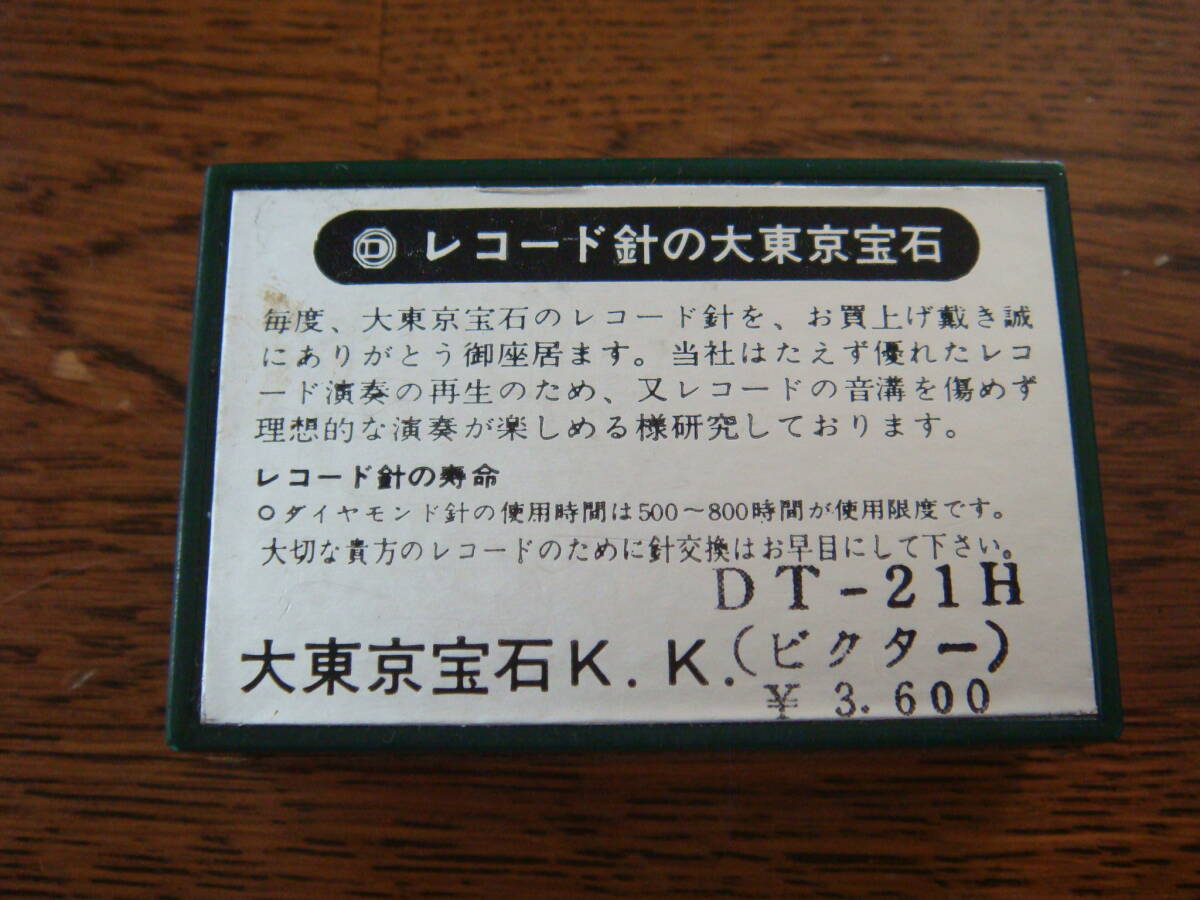 D レコード針の大東京宝石
毎度、大東京宝石のレコード針を、お買上げ戴き誠
にありがとう御座居ます。当社はたえず優れたレコ
ード演奏の再生のため、又レコードの音溝を傷めず
理想的な演奏が楽しめる様研究しております。
レコード針の寿命
○ダイヤモンド針の使用時間は500〜800時間が使用限度です。
大切な貴方のレコードのために針交換はお早目にして下さい。
DT-21H
大東京宝石K.K.(ビクター)
¥3.600